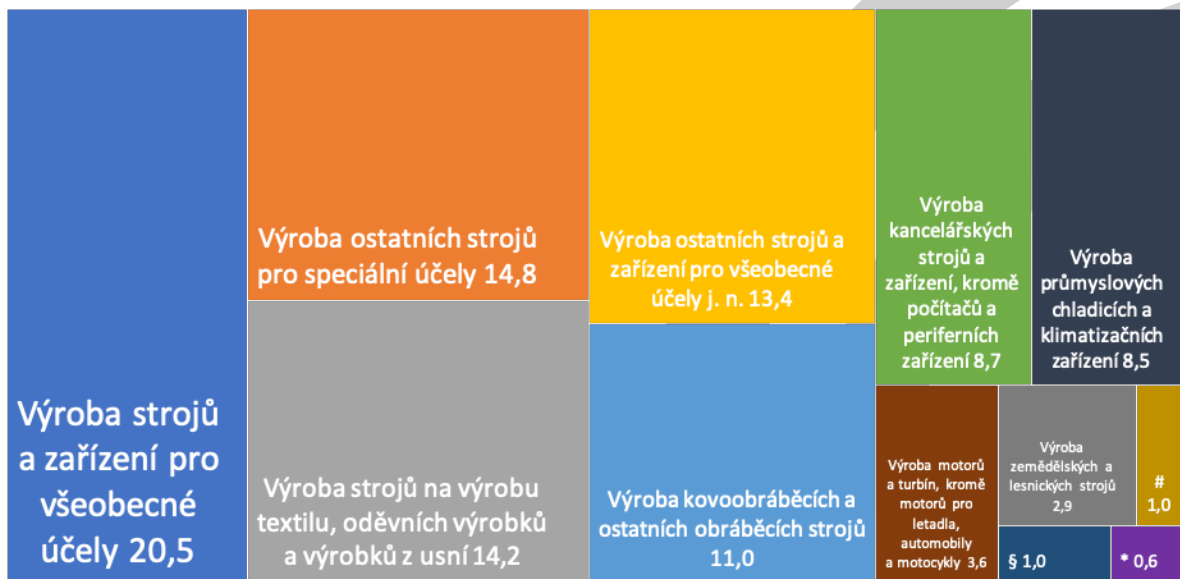 Výroba strojů
a zařízení pro
všeobecné
účely 20,5
Výroba ostatních strojů
pro speciální účely 14,8
Výroba strojů na výrobu
textilu, oděvních výrobků
a výrobků z usní 14,2
Výroba ostatních strojů a
zařízení pro všeobecné
účely j. n. 13,4
Výroba kovoobráběcích a
ostatních obráběcích strojů
11,0
Výroba
kancelářských
strojů a
zařízení, kromě
počítačů a
periferních
zařízení 8,7
Výroba
průmyslových
chladicích a
klimatizačních
zařízení 8,5
Výroba motorů
a turbín, kromě
motorů pro
letadla,
automobily
a motocykly 3,6
Výroba
zemědělských a
lesnických strojů
2,9
#
1,0
§ 1,0
* 0,6